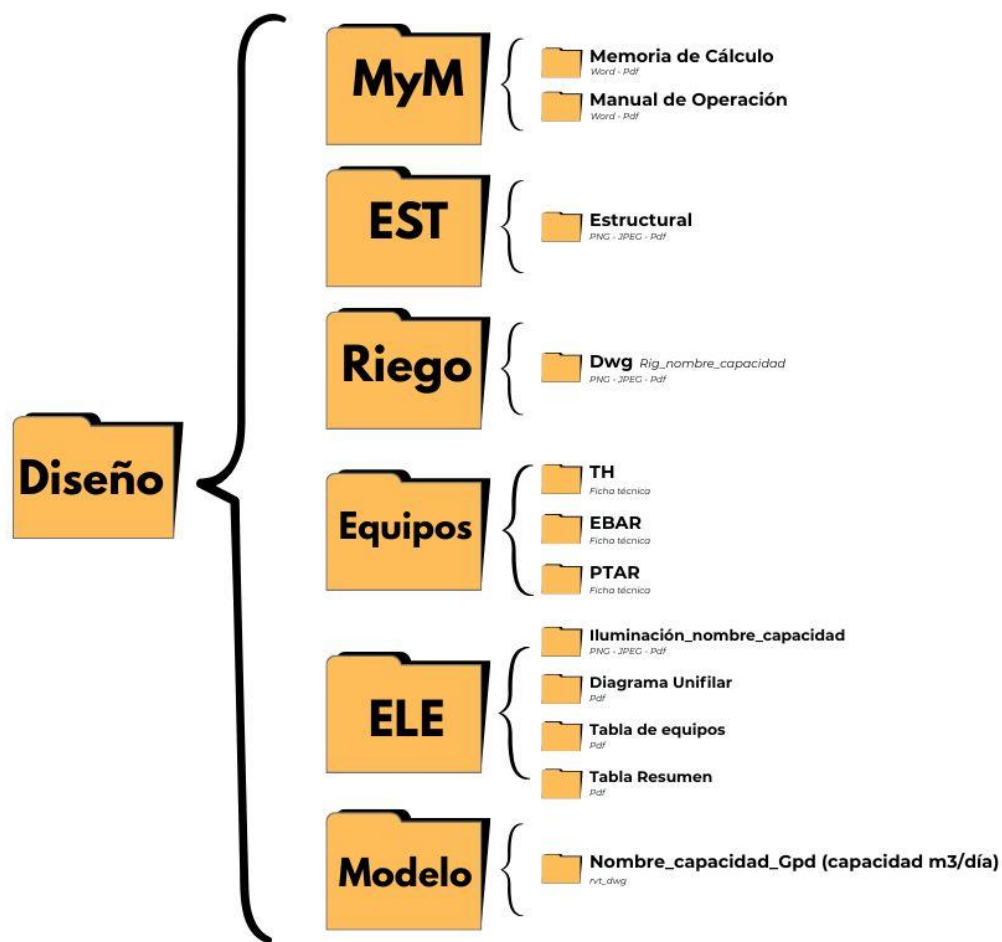 Diseño
MyM
Memoria de Cálculo
Word - Pdf
Manual de Operación
Word - Pdf
EST
Estructural
PNG - JPEG - Pdf
Riego
Dwg Rig_nombre_capacidad
PNG - JPEG - Pdf
Equipos
TH
Ficha técnica
EBAR
Ficha técnica
PTAR
Ficha técnica
ELE
Iluminación_nombre_capacidad
PNG - JPEG - Pdf
Diagrama Unifilar
Pdf
Tabla de equipos
Pdf
Tabla Resumen
Pdf
Modelo
Nombre_capacidad_Gpd (capacidad m3/día)
rvt_dwg